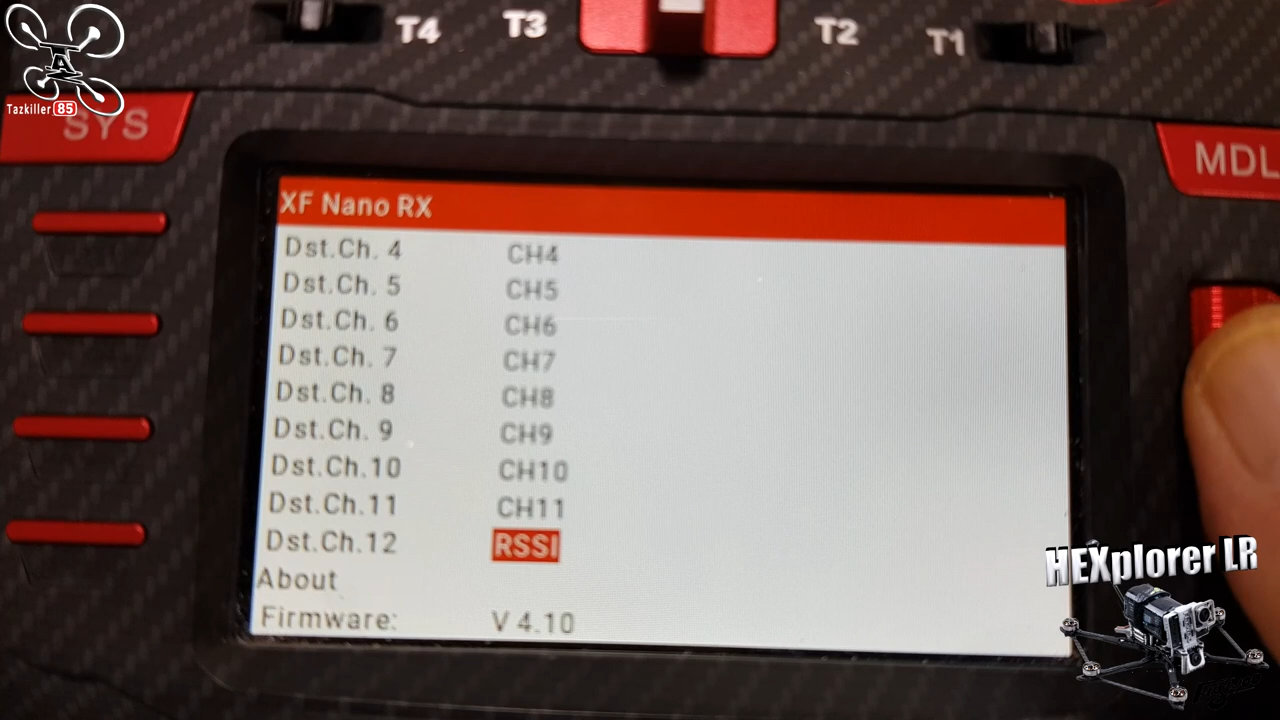 T4 T3 T2 T1
Tazkiller 85
SYS
MDL
XF Nano RX
Dst.Ch. 4 CH4
Dst.Ch. 5 CH5
Dst.Ch. 6 CH6
Dst.Ch. 7 CH7
Dst.Ch. 8 CH8
Dst.Ch. 9 CH9
Dst.Ch.10 CH10
Dst.Ch.11 CH11
Dst.Ch.12 RSSI
About
Firmware: V 4.10
HEXplorer LR